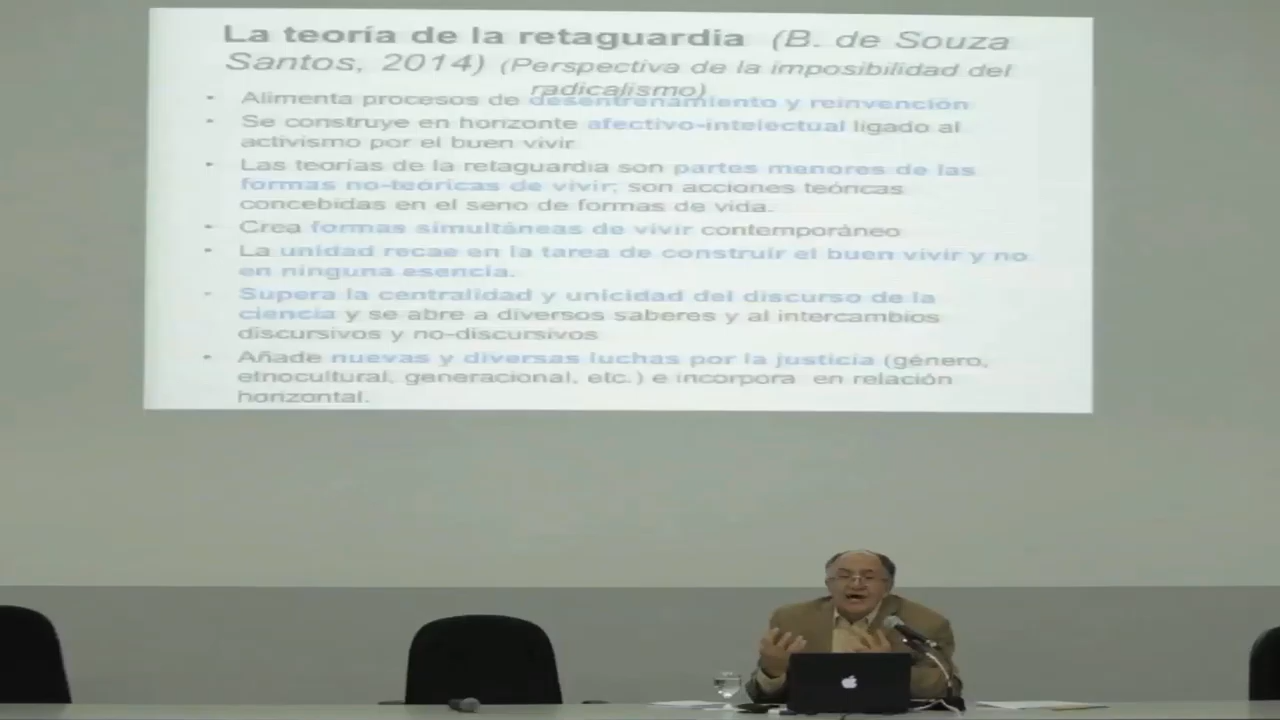 La teoría de la retaguardia (B. de Souza
Santos, 2014) (Perspectiva de la imposibilidad del
radicalismo)
• Alimenta procesos de desentrenamiento y reinvención
• Se construye en horizonte afectivo-intelectual ligado al
activismo por el buen vivir
• Las teorías de la retaguardia son partes menores de las
formas no-teóricas de vivir; son acciones teóricas
concebidas en el seno de formas de vida.
• Crea formas simultáneas de vivir contemporáneo
• La unidad recae en la tarea de construir el buen vivir y no
en ninguna esencia.
• Supera la centralidad y unicidad del discurso de la
ciencia y se abre a diversos saberes y al intercambios
discursivos y no-discursivos
• Añade nuevas y diversas luchas por la justicia (género,
etnocultural, generacional, etc.) e incorpora en relación
horizontal.